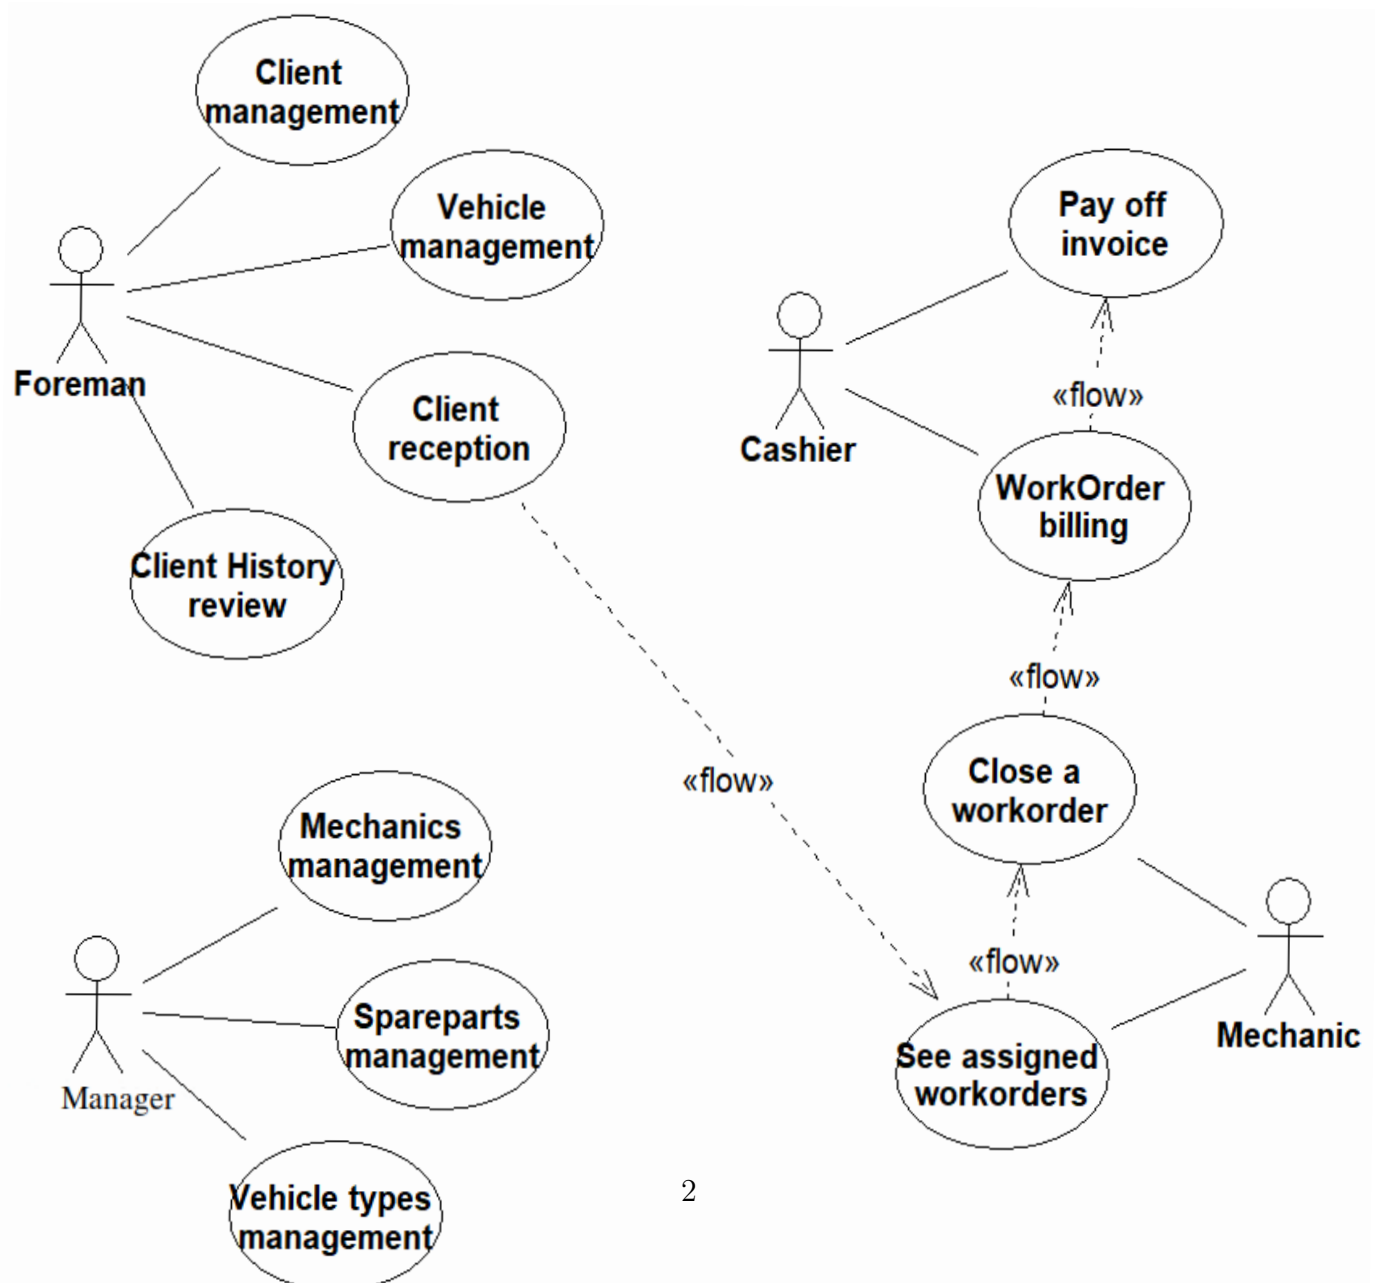 Client
management
Vehicle
management
Pay off
invoice
Foreman
«flow»
Client
reception
Cashier
WorkOrder
billing
Client History
review
«flow»
Close a
workorder
«flow»
Mechanics
management
«flow»
Spareparts
management
Mechanic
See assigned
workorders
Manager
2
Vehicle types
management